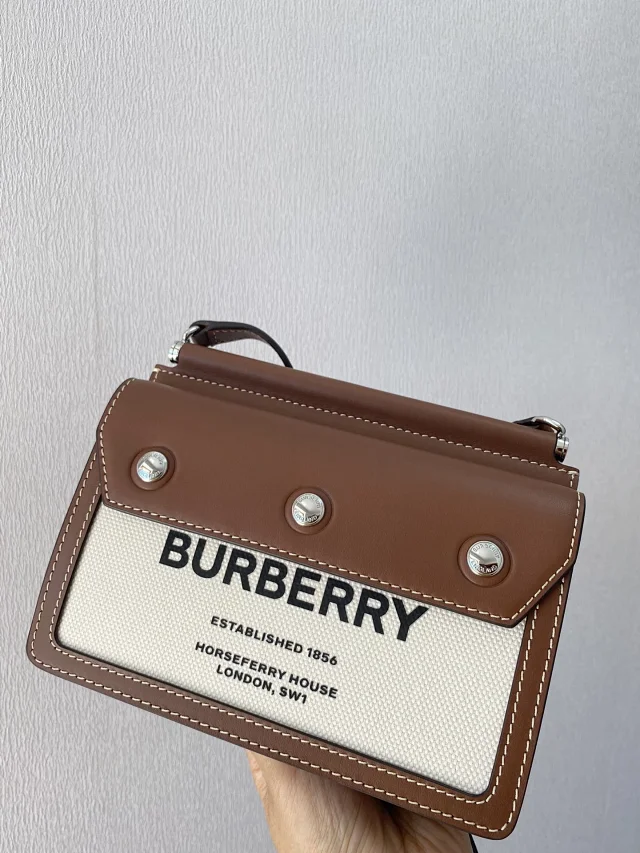 BURBERRY
ESTABLISHED 1856
HORSEFERRY HOUSE
LONDON, SW1